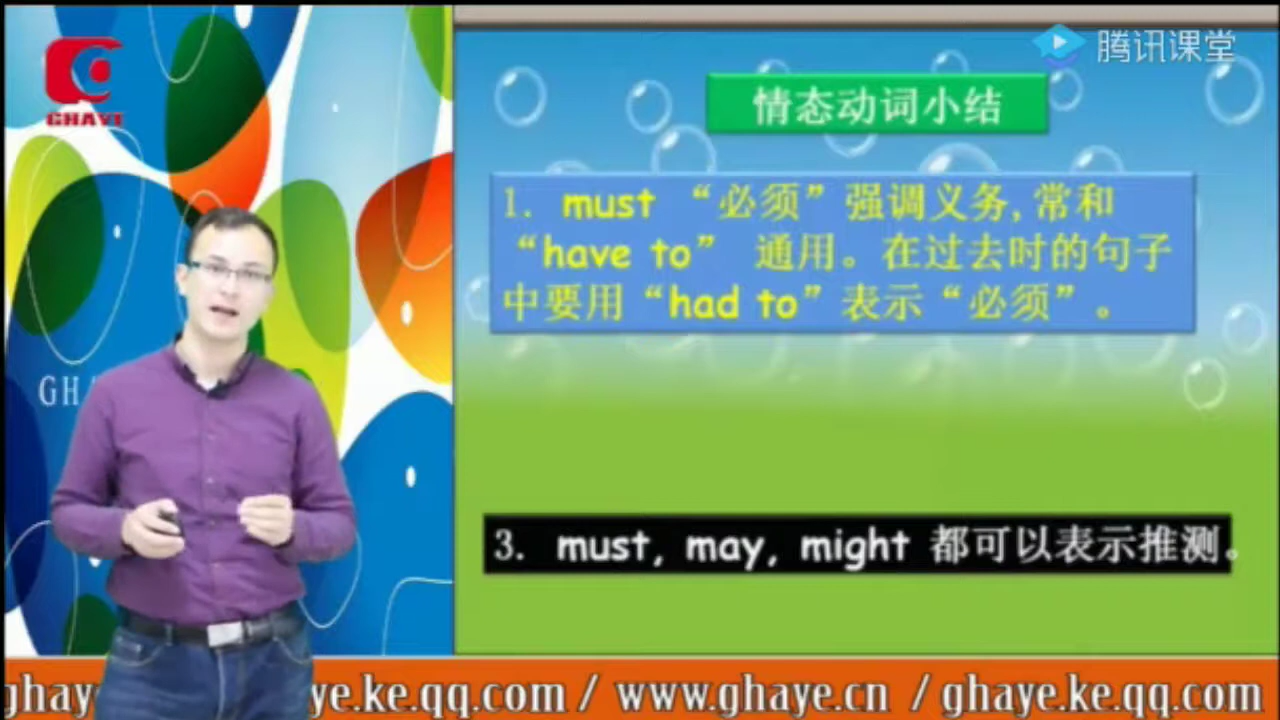 GHAYE
腾讯课堂
情态动词小结
1. must “必须”强调义务,常和
“have to” 通用。在过去时的句子
中要用“had to”表示“必须”。
GHA
3. must, may, might 都可以表示推测。
ghay ye.ke.qq.com / www.ghaye.cn / ghaye.ke.qq.com